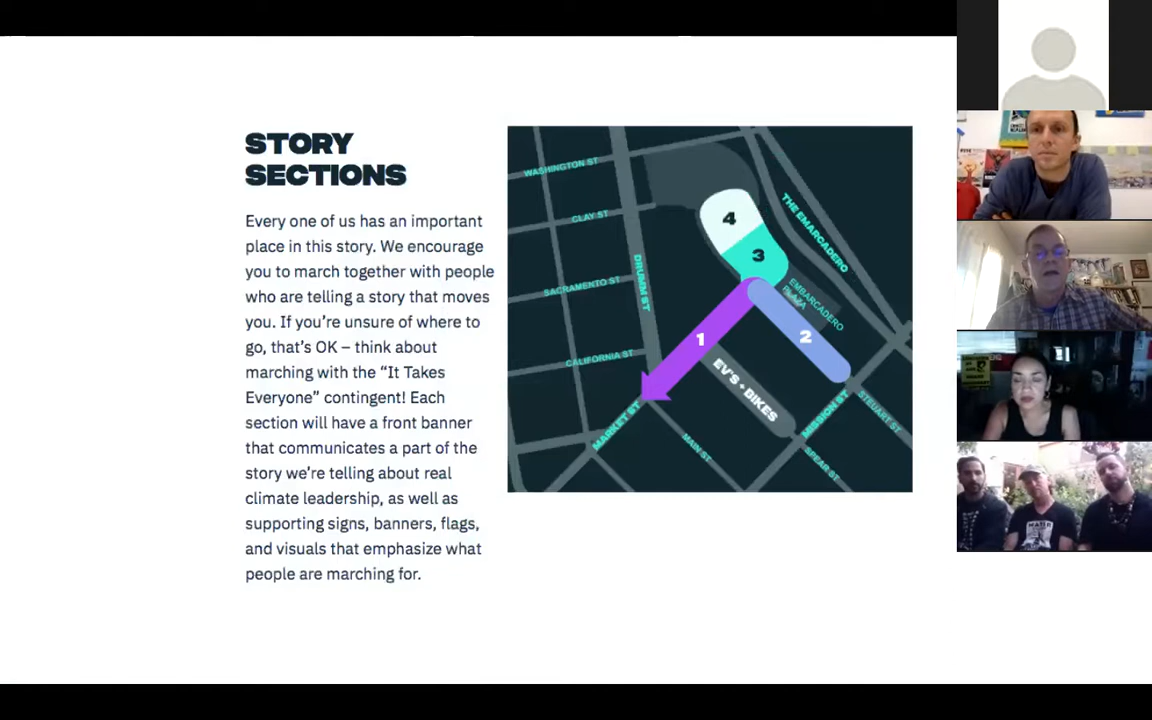 STORY
SECTIONS
Every one of us has an important
place in this story. We encourage
you to march together with people
who are telling a story that moves
you. If you’re unsure of where to
go, that’s OK – think about
marching with the “It Takes
Everyone” contingent! Each
section will have a front banner
that communicates a part of the
story we’re telling about real
climate leadership, as well as
supporting signs, banners, flags,
and visuals that emphasize what
people are marching for.
WASHINGTON ST
CLAY ST
SACRAMENTO ST
CALIFORNIA ST
DRUMM ST
THE EMARCADERO
EMBARCADERO
PLAZA
4
3
1
2
EV'S + BIKES
MARKET ST
MAIN ST
MISSION ST
SPEAR ST
STEUART ST